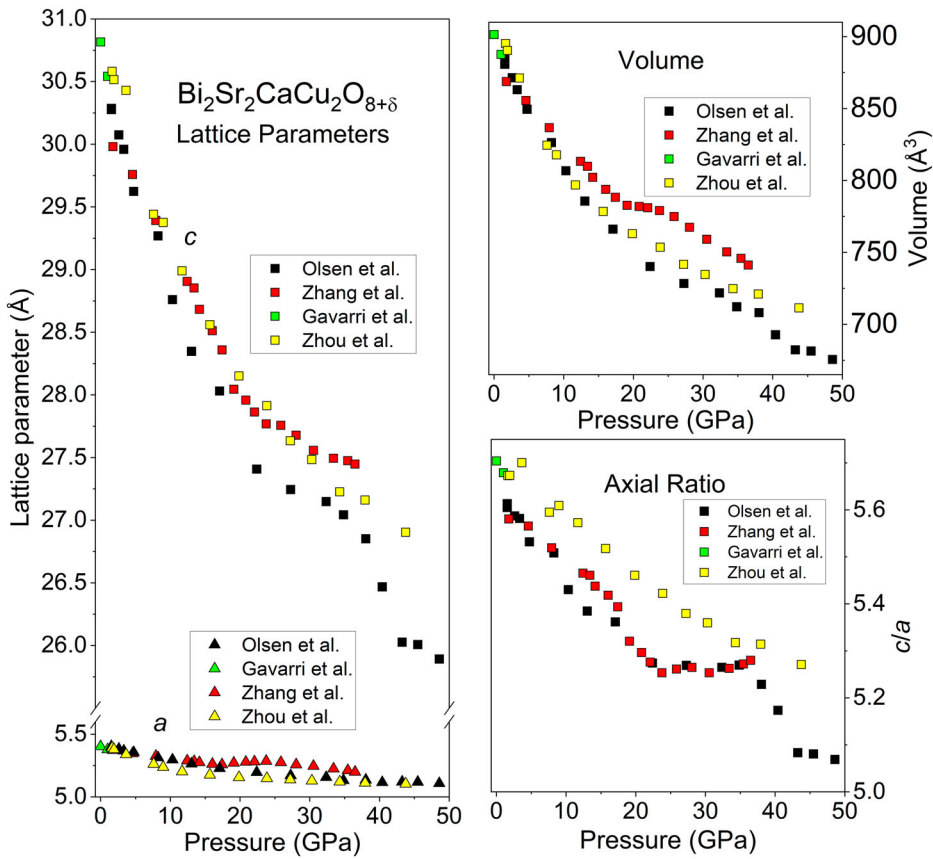 31.0
30.5
30.0
29.5
29.0
28.5
28.0
27.5
27.0
26.5
26.0
5.5
5.0
Lattice parameter (Å)
Bi₂Sr₂CaCu₂O₈₊δ
Lattice Parameters
c
Olsen et al.
Zhang et al.
Gavarri et al.
Zhou et al.
Olsen et al.
Gavarri et al.
Zhang et al.
Zhou et al.
a
0 10 20 30 40 50
Pressure (GPa)
Volume
Olsen et al.
Zhang et al.
Gavarri et al.
Zhou et al.
900
850
800
750
700
Volume (Å³)
0 10 20 30 40 50
Pressure (GPa)
Axial Ratio
Olsen et al.
Zhang et al.
Gavarri et al.
Zhou et al.
5.6
5.4
5.2
5.0
c/a
0 10 20 30 40 50
Pressure (GPa)